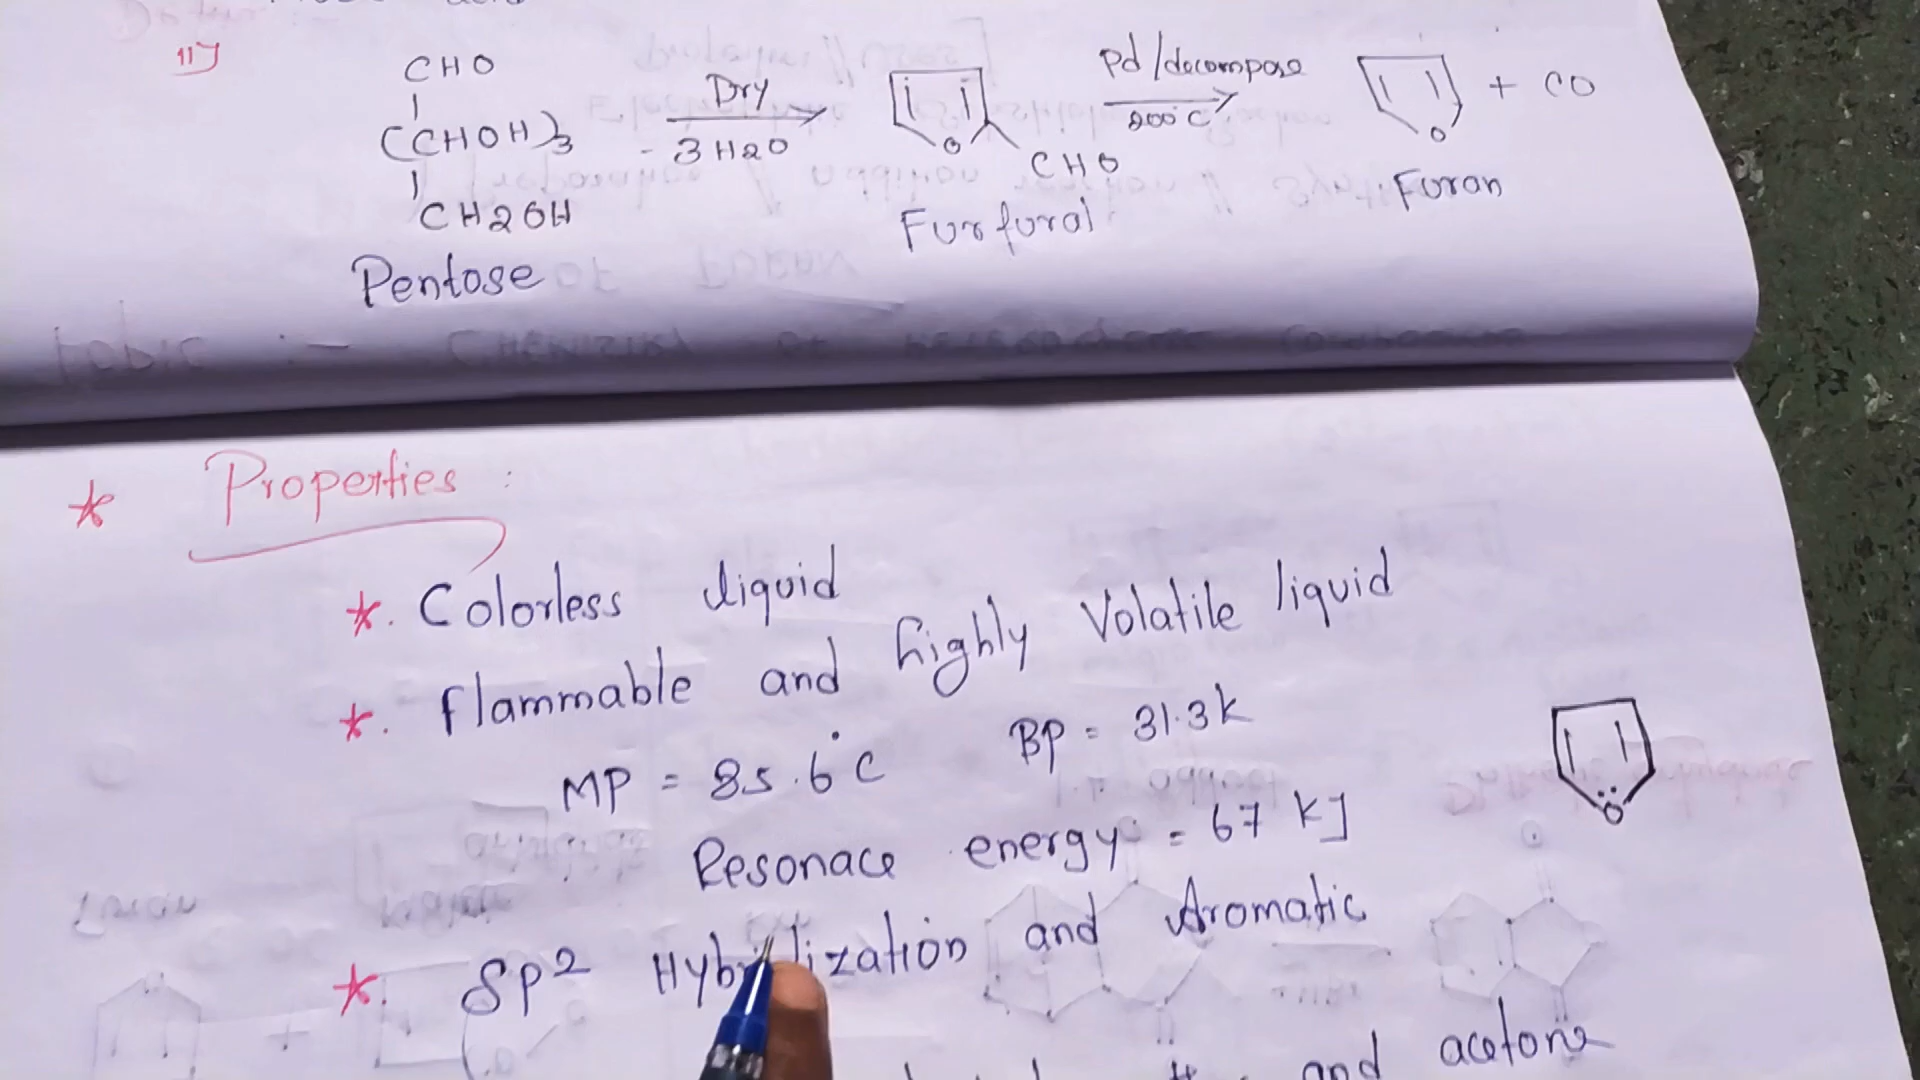 11)
CHO
(CHOH)3
CH2OH
Pentose
Dry
- 3 H2O
O
CHO
Furfural
Pd/decompose
200°C
O
+ CO
Furan
* Properties :
*. Colorless liquid
*. flammable and highly Volatile liquid
MP = 85.6°C BP = 31.3k
Resonace energy = 67 KJ
O
*. Sp2 Hybridization and Aromatic
and acetone